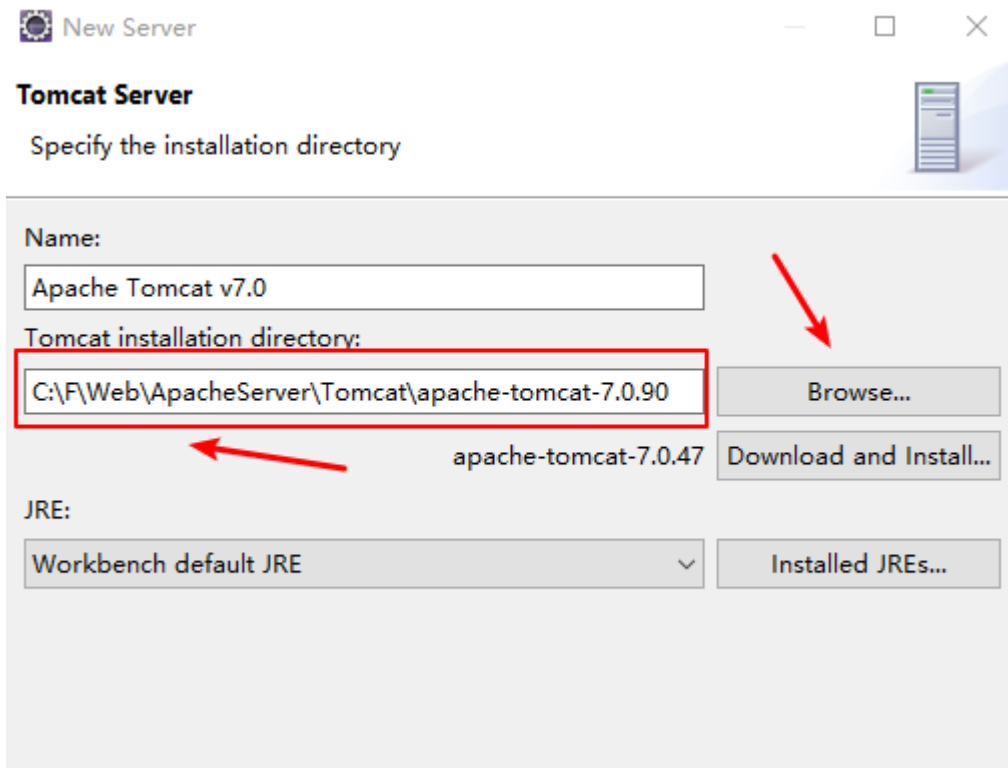 New Server
Tomcat Server
Specify the installation directory
Name:
Apache Tomcat v7.0
Tomcat installation directory:
C:\F\Web\ApacheServer\Tomcat\apache-tomcat-7.0.90
Browse...
apache-tomcat-7.0.47
Download and Install...
JRE:
Workbench default JRE
Installed JREs...